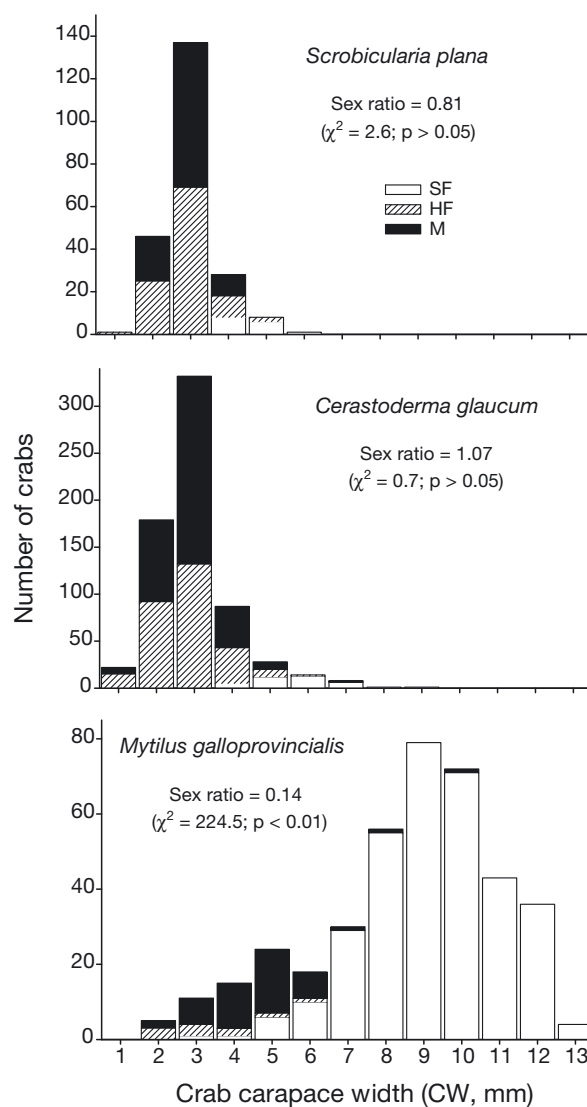 140
120
100
80
60
40
20
0
Scrobicularia plana
Sex ratio = 0.81
(χ² = 2.6; p > 0.05)
SF
HF
M
Number of crabs
300
250
200
150
100
50
0
Cerastoderma glaucum
Sex ratio = 1.07
(χ² = 0.7; p > 0.05)
80
60
40
20
0
Mytilus galloprovincialis
Sex ratio = 0.14
(χ² = 224.5; p < 0.01)
1 2 3 4 5 6 7 8 9 10 11 12 13
Crab carapace width (CW, mm)